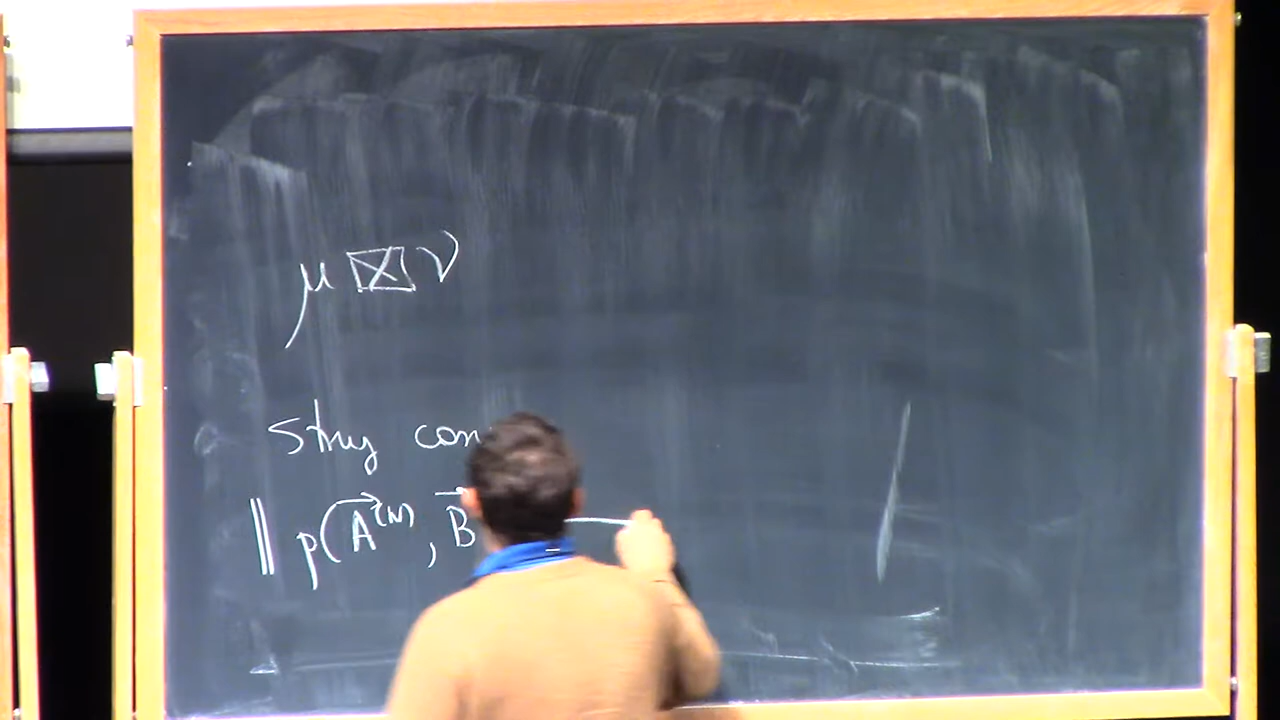 μ ⊠ ν
strg con
‖ p(A⃗^(N), B⃗